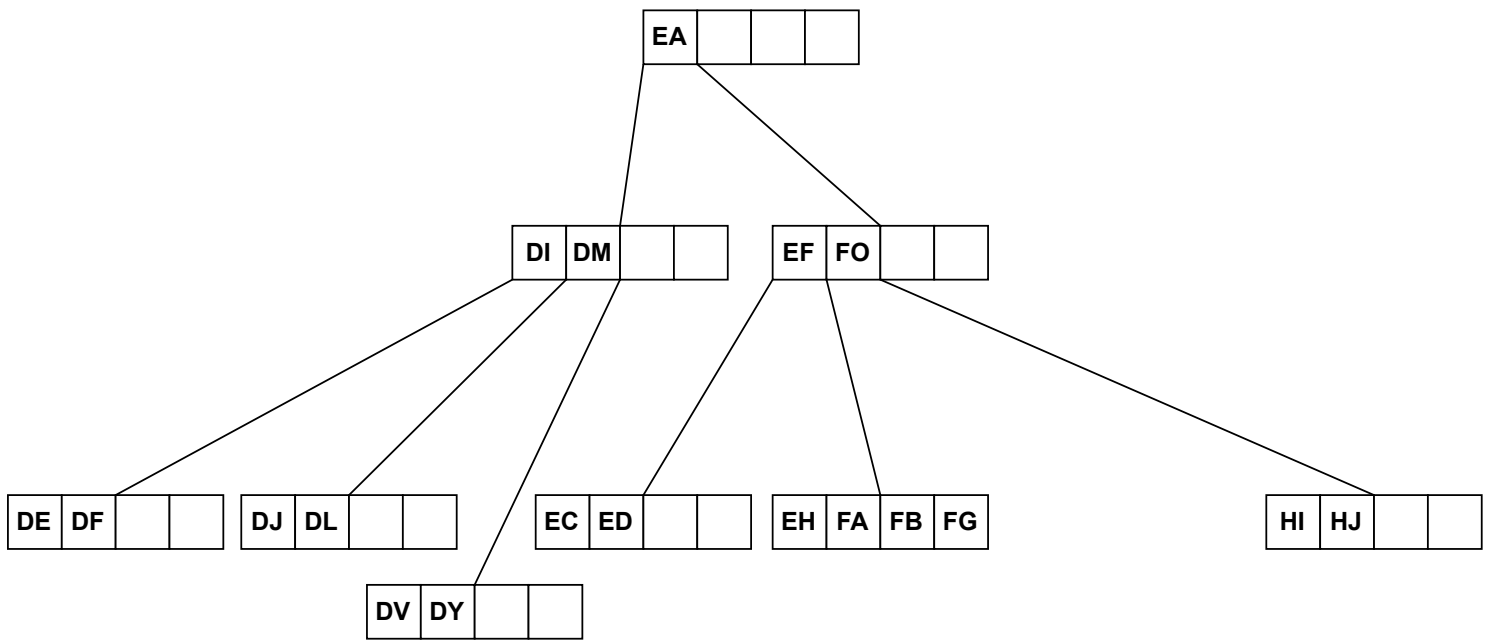 EA
DI DM EF FO
DE DF DJ DL EC ED EH FA FB FG HI HJ
DV DY